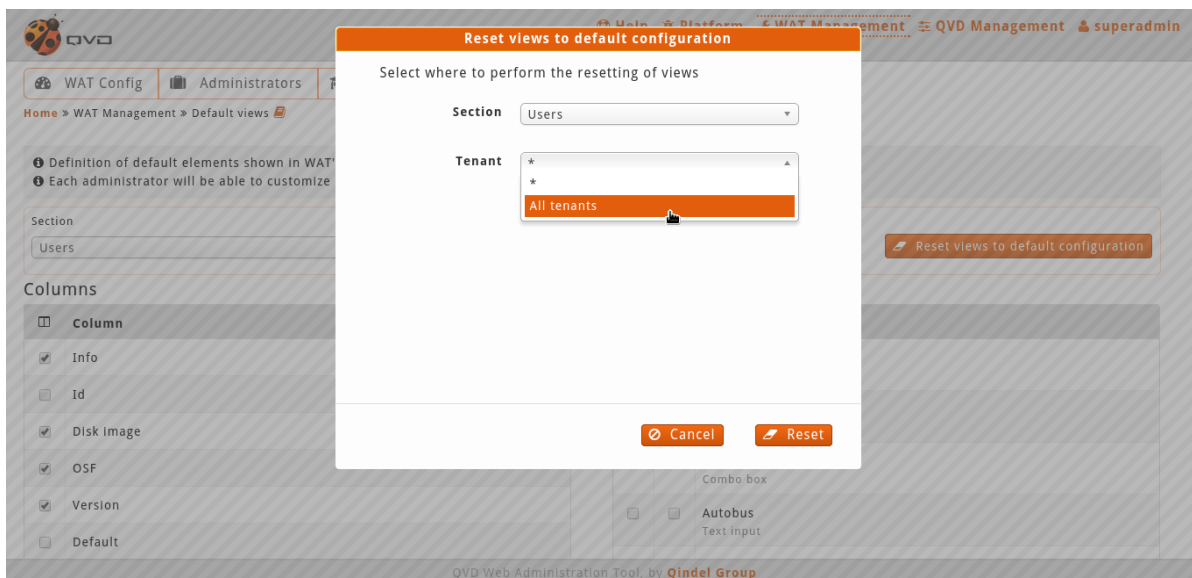 QVD
Help Platform WAT Management QVD Management superadmin
WAT Config Administrators
Home » WAT Management » Default views
Reset views to default configuration
Select where to perform the resetting of views
Section Users
Tenant *
*
All tenants
Cancel Reset
Definition of default elements shown in WAT'
Each administrator will be able to customize
Section
Users
Reset views to default configuration
Columns
Column
Info
Id
Disk image
OSF
Version
Default
Combo box
Autobus
Text input
QVD Web Administration Tool, by Qindel Group